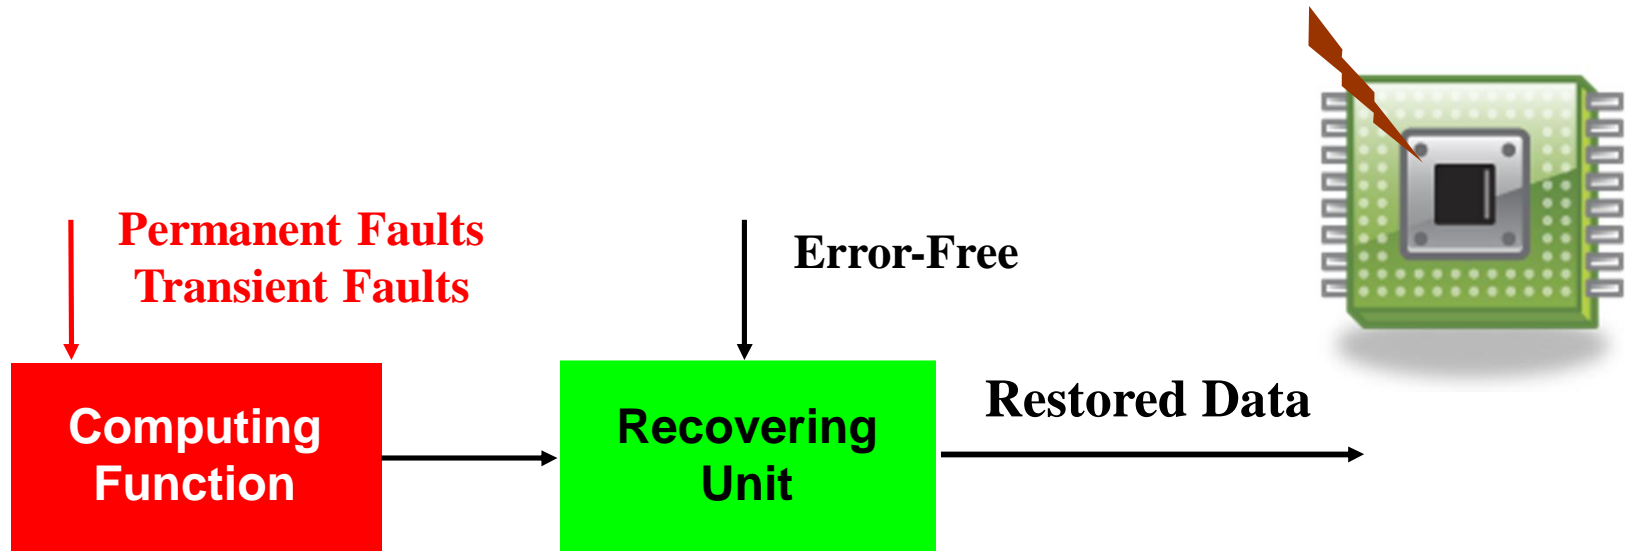 Permanent Faults
Transient Faults
Error-Free
Computing
Function
Recovering
Unit
Restored Data